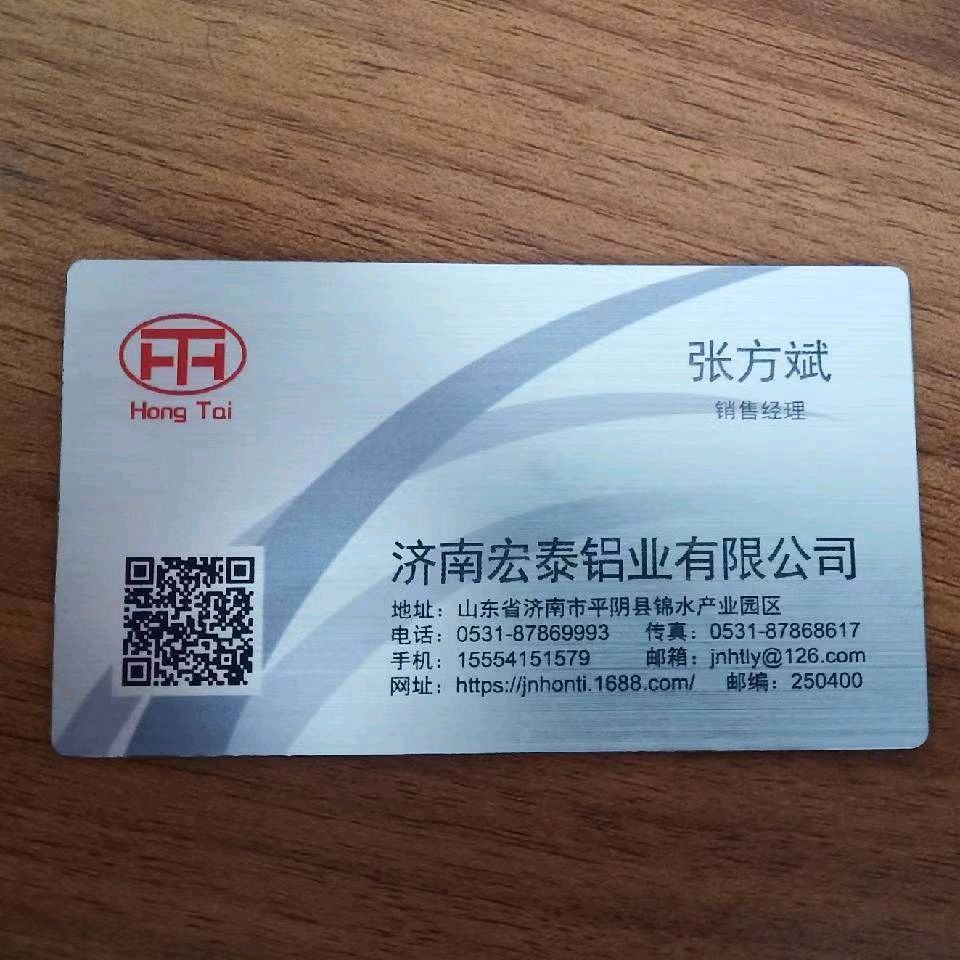 HTH
Hong Tai
张方斌
销售经理
济南宏泰铝业有限公司
地址：山东省济南市平阴县锦水产业园区
电话：0531-87869993 传真：0531-87868617
手机：15554151579 邮箱：jnhtly@126.com
网址：https://jnhonti.1688.com/ 邮编：250400